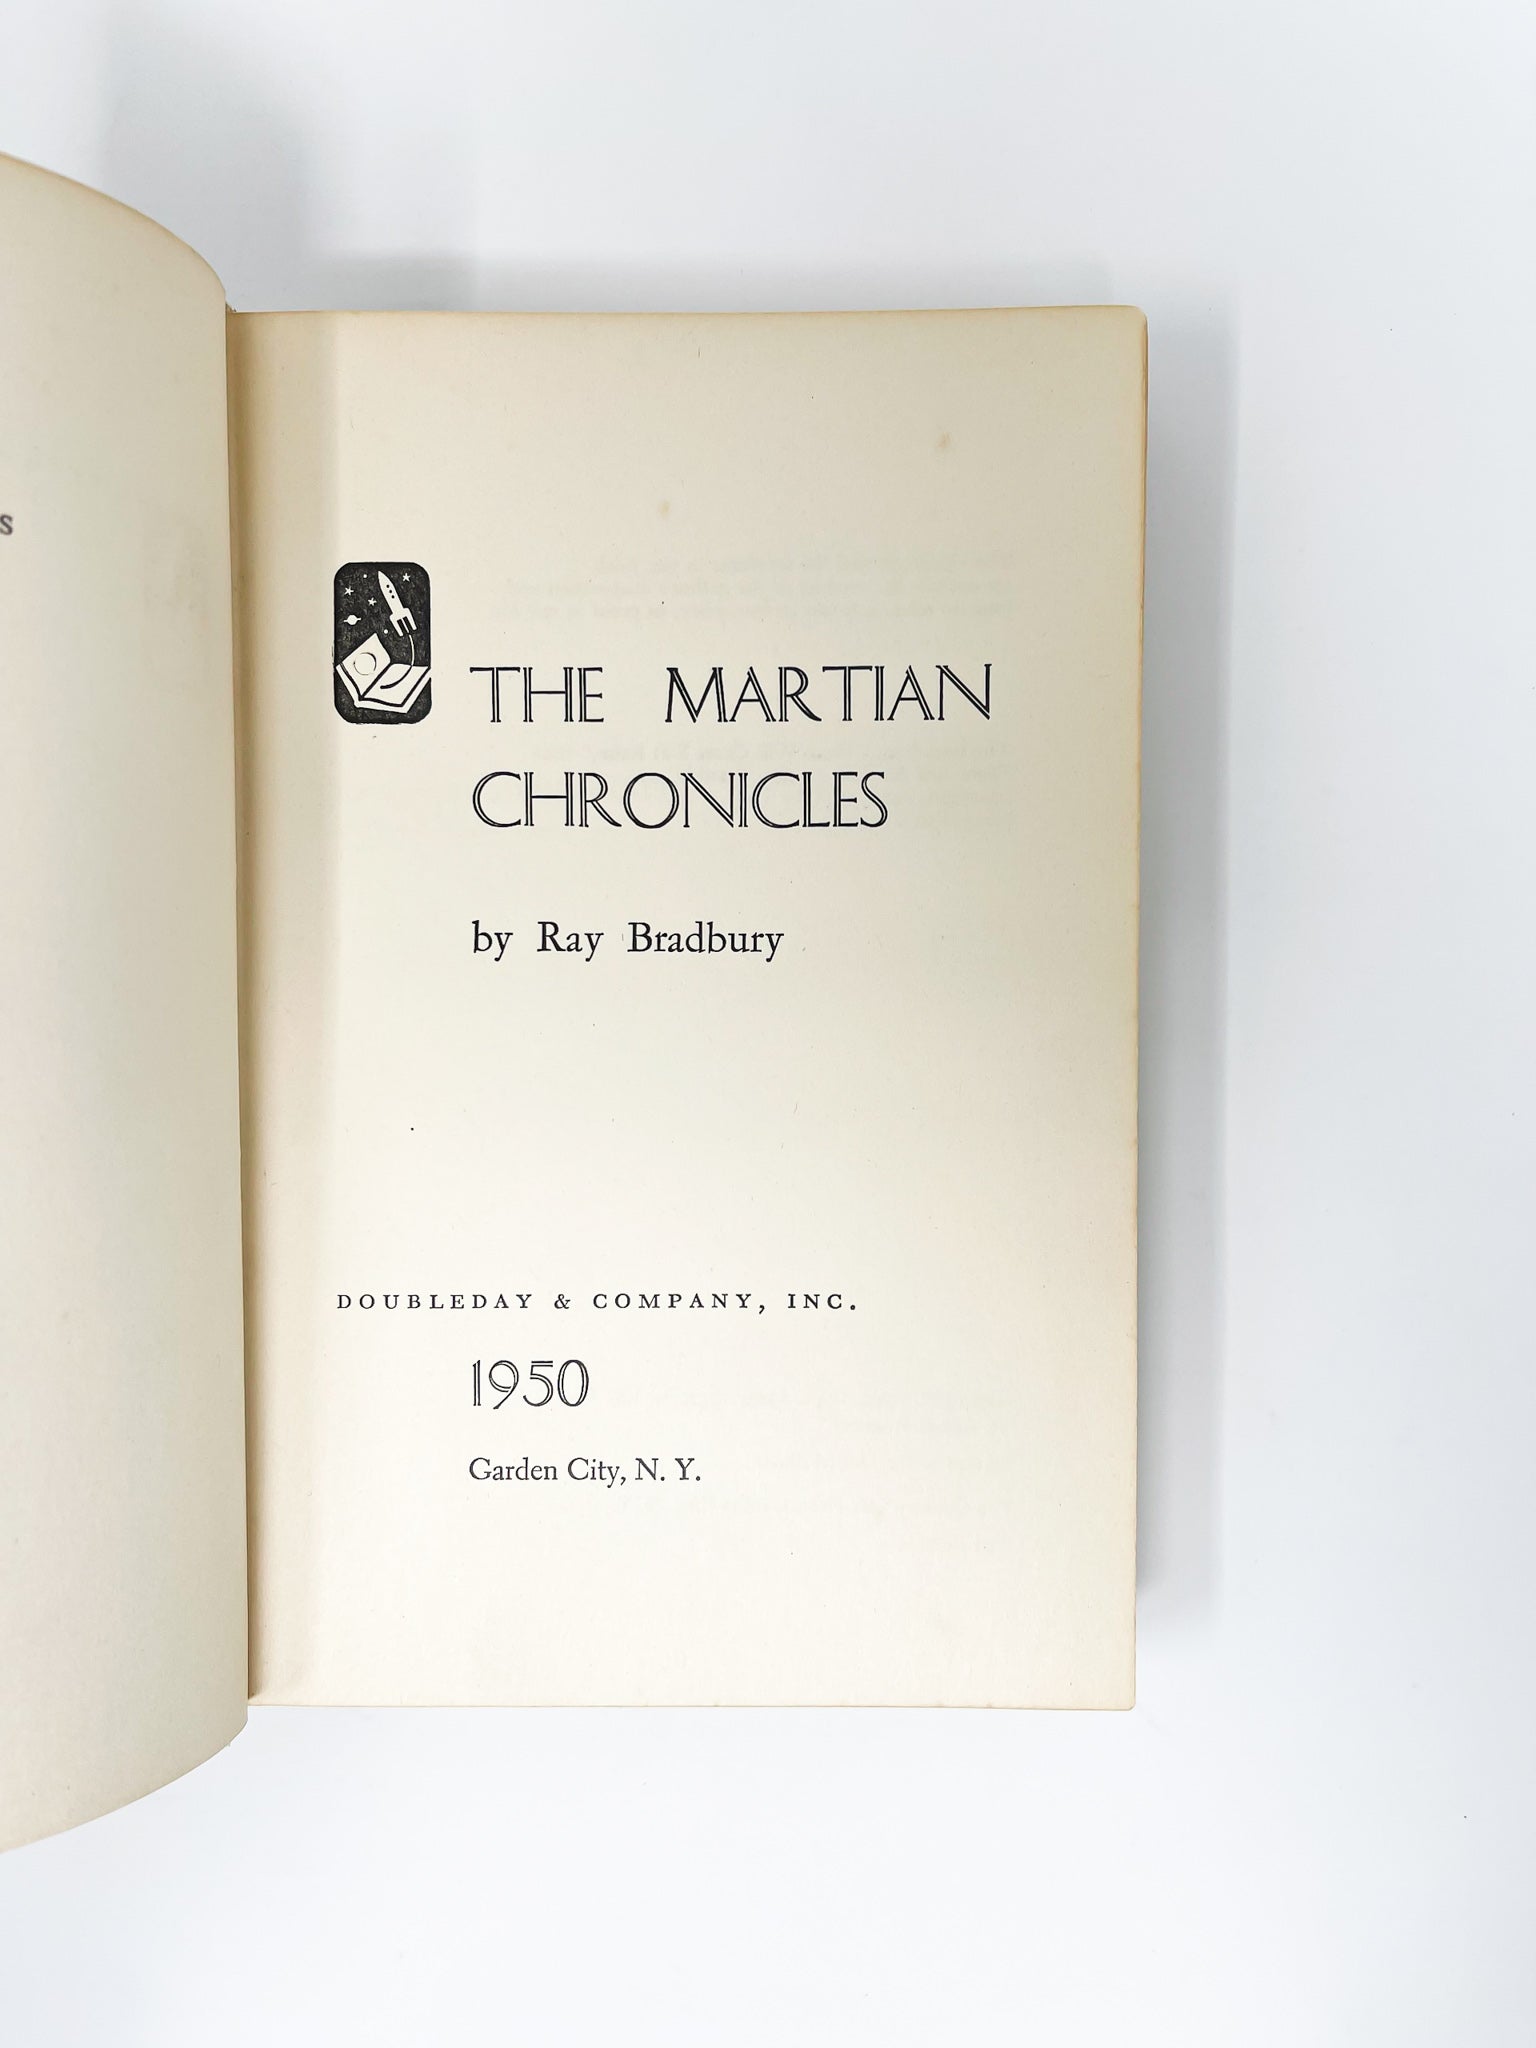 S
THE MARTIAN
CHRONICLES
by Ray Bradbury
DOUBLEDAY & COMPANY, INC.
1950
Garden City, N. Y.